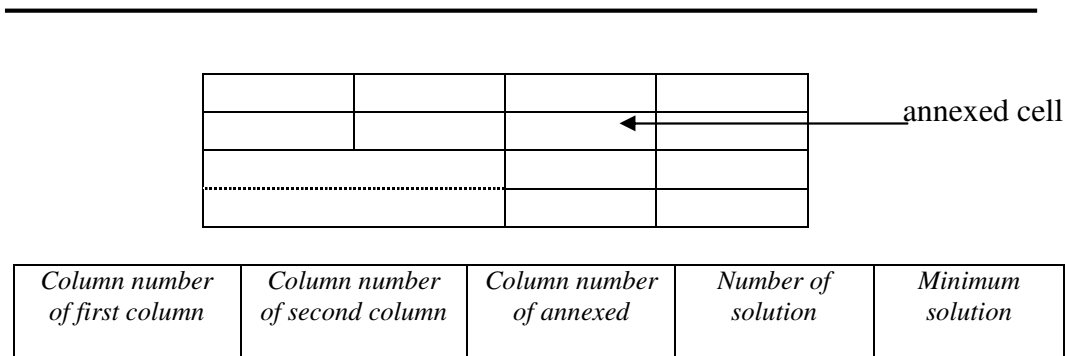 annexed cell
Column number Column number Column number Number of Minimum
of first column of second column of annexed solution solution